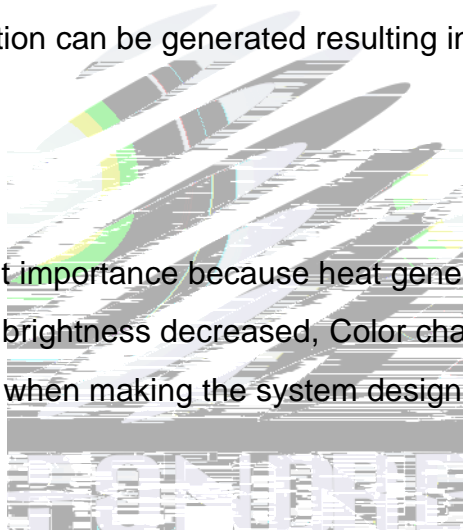 tion can be generated resulting in
t importance because heat gene
brightness decreased, Color cha
when making the system design